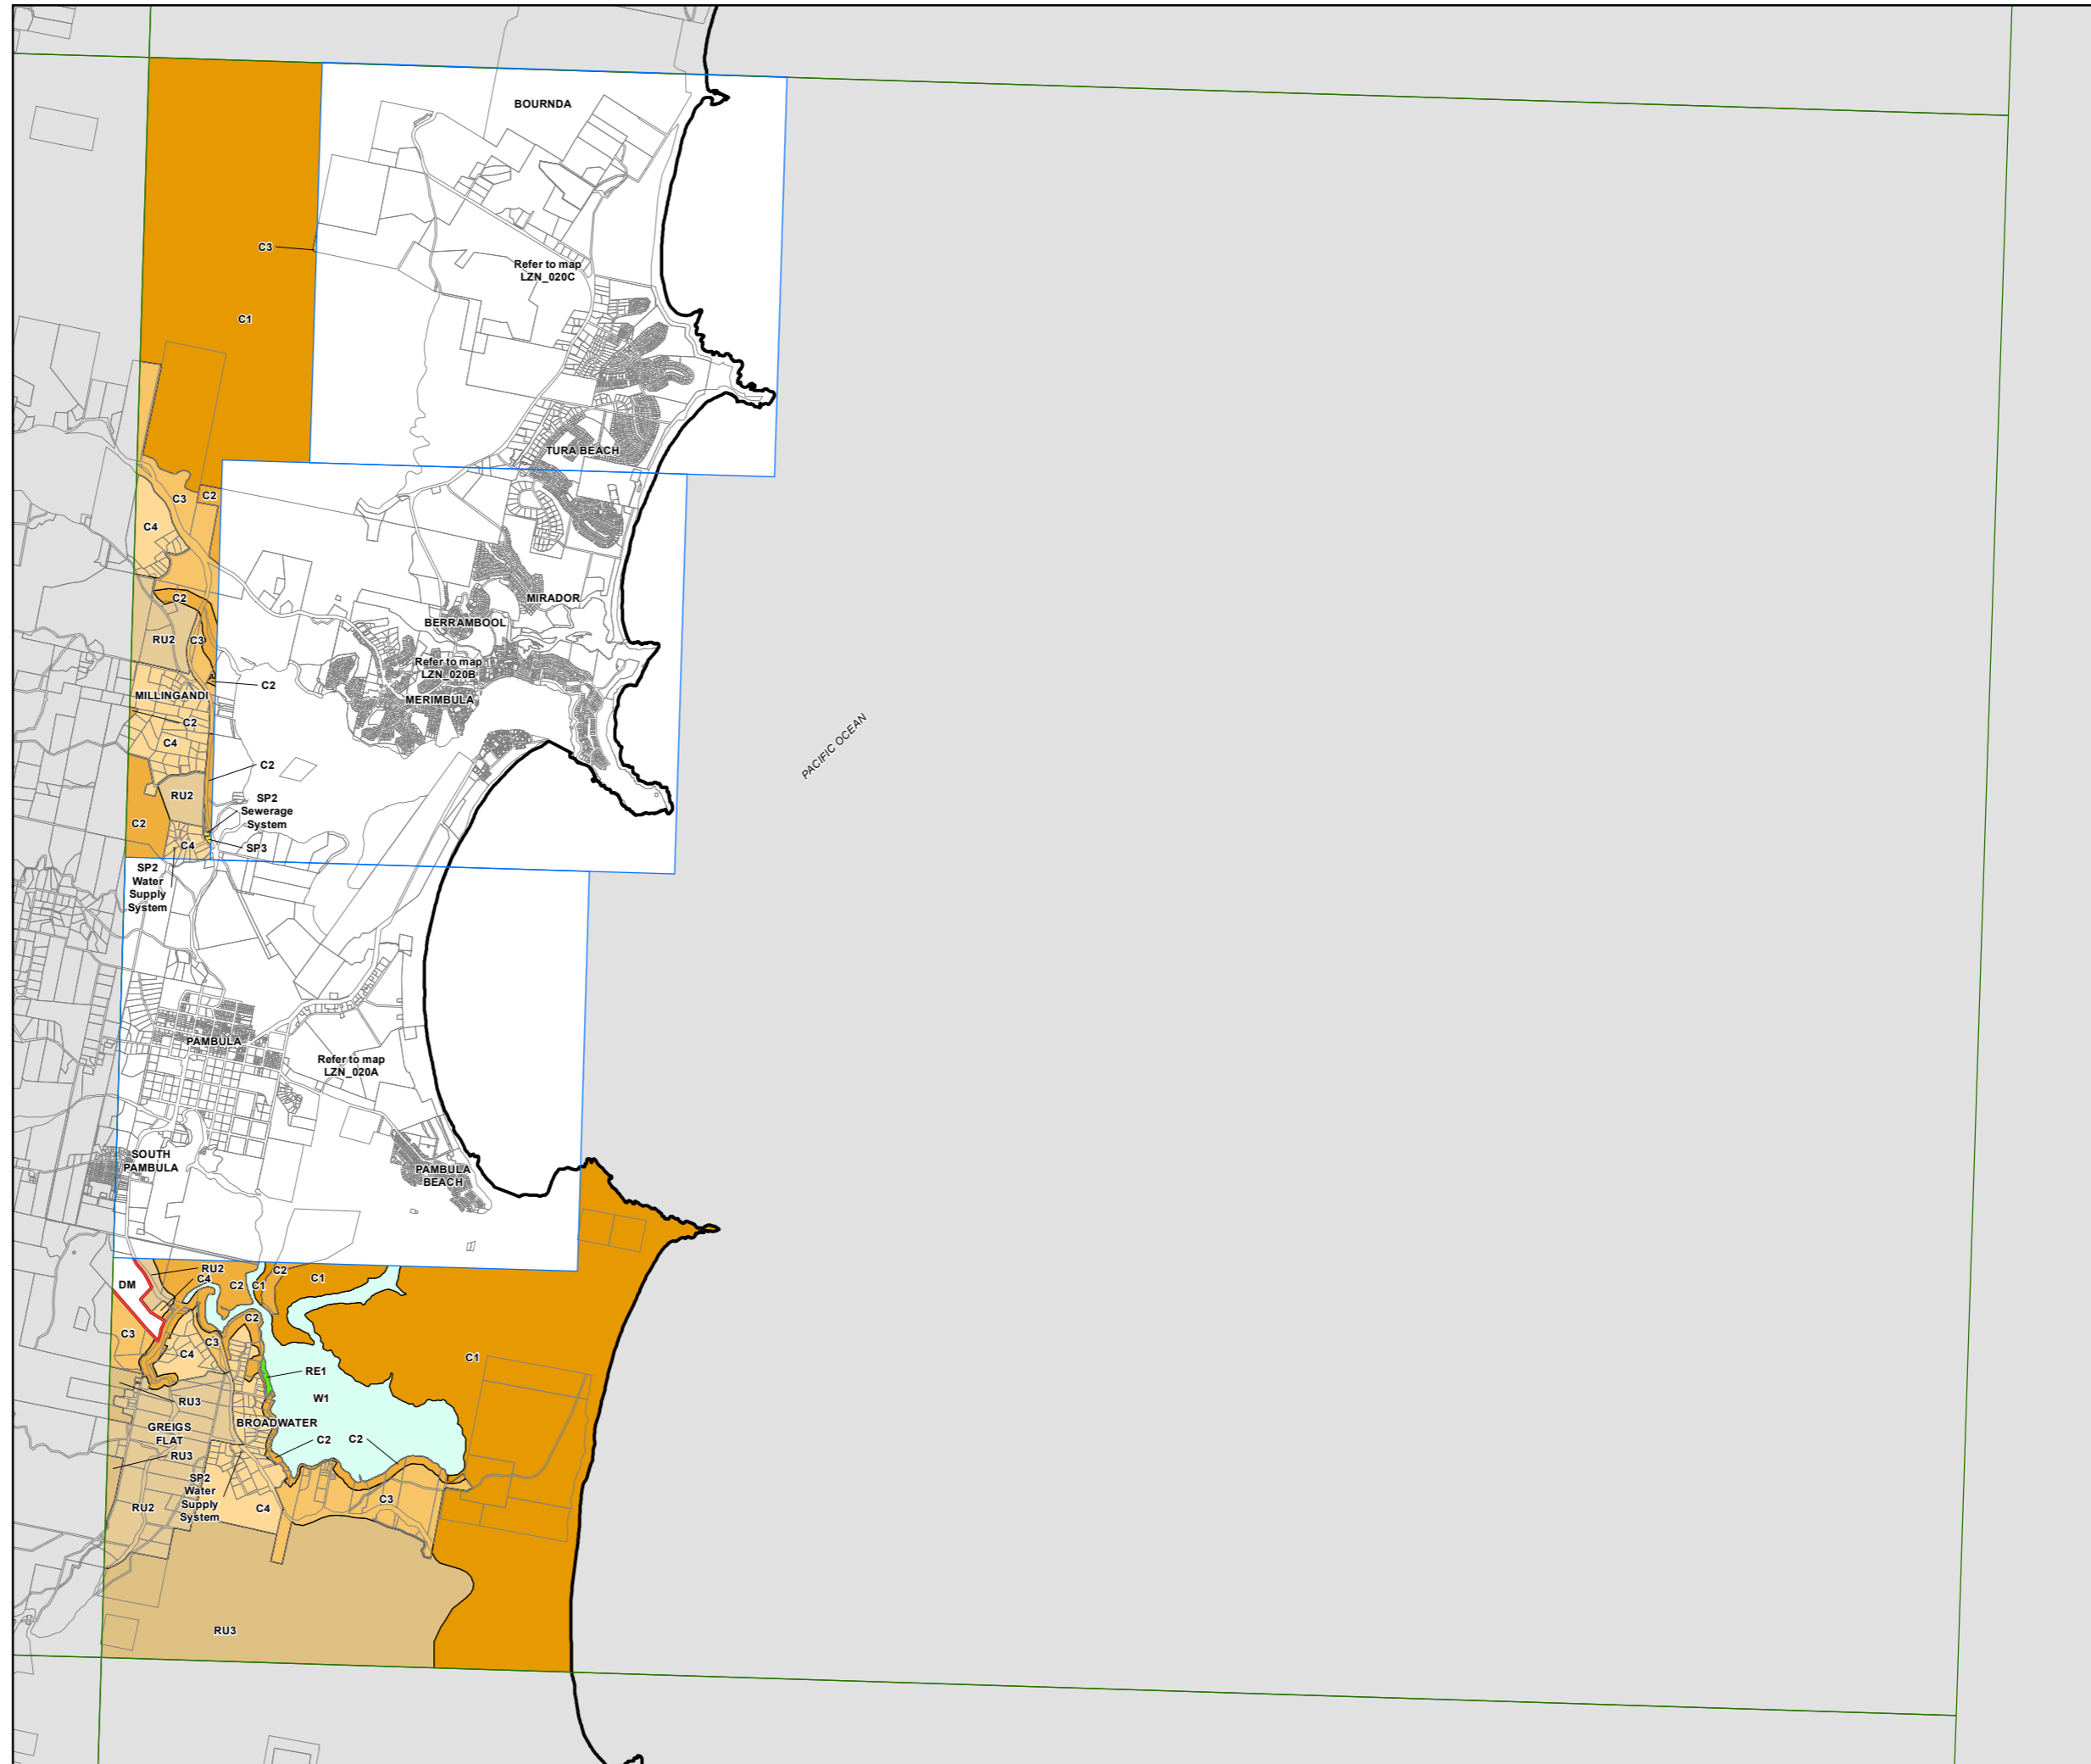 BOURNDA
C3
Refer to map
LZN_020C
C1
TURA BEACH
C3
C2
C4
C2
MIRADOR
BERRAMBOOL
RU2
C3
Refer to map
LZN_020B
C2
MILLINGANDI
MERIMBULA
C2
C4
PACIFIC OCEAN
C2
RU2
SP2
Sewerage
System
C2
C4
SP3
SP2
Water
Supply
System
PAMBULA
Refer to map
LZN_020A
SOUTH
PAMBULA
PAMBULA
BEACH
RU2
C2
C4
C1
DM
C2
C1
C2
C3
C3
C4
C1
RE1
W1
RU3
BROADWATER
GREIGS
FLAT
C2
C2
RU3
SP2
Water
Supply
System
C3
RU2
C4
RU3